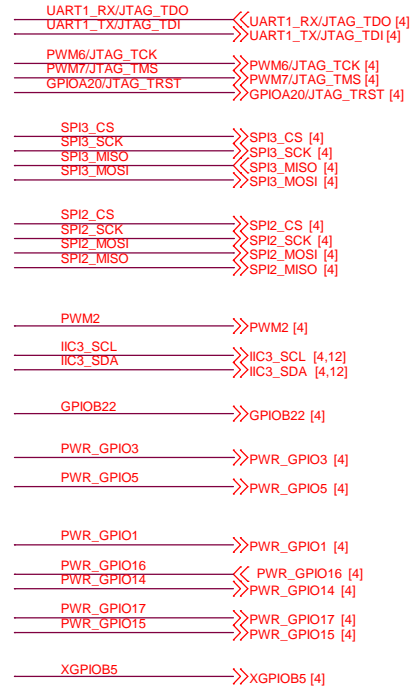 UART1_RX/JTAG_TDO
UART1_RX/JTAG_TDO [4]
UART1_TX/JTAG_TDI
UART1_TX/JTAG_TDI [4]
PWM6/JTAG_TCK
PWM6/JTAG_TCK [4]
PWM7/JTAG_TMS
PWM7/JTAG_TMS [4]
GPIOA20/JTAG_TRST
GPIOA20/JTAG_TRST [4]
SPI3_CS
SPI3_CS [4]
SPI3_SCK
SPI3_SCK [4]
SPI3_MISO
SPI3_MISO [4]
SPI3_MOSI
SPI3_MOSI [4]
SPI2_CS
SPI2_CS [4]
SPI2_SCK
SPI2_SCK [4]
SPI2_MOSI
SPI2_MOSI [4]
SPI2_MISO
SPI2_MISO [4]
PWM2
PWM2 [4]
IIC3_SCL
IIC3_SCL [4,12]
IIC3_SDA
IIC3_SDA [4,12]
GPIOB22
GPIOB22 [4]
PWR_GPIO3
PWR_GPIO3 [4]
PWR_GPIO5
PWR_GPIO5 [4]
PWR_GPIO1
PWR_GPIO1 [4]
PWR_GPIO16
PWR_GPIO16 [4]
PWR_GPIO14
PWR_GPIO14 [4]
PWR_GPIO17
PWR_GPIO17 [4]
PWR_GPIO15
PWR_GPIO15 [4]
XGPIOB5
XGPIOB5 [4]